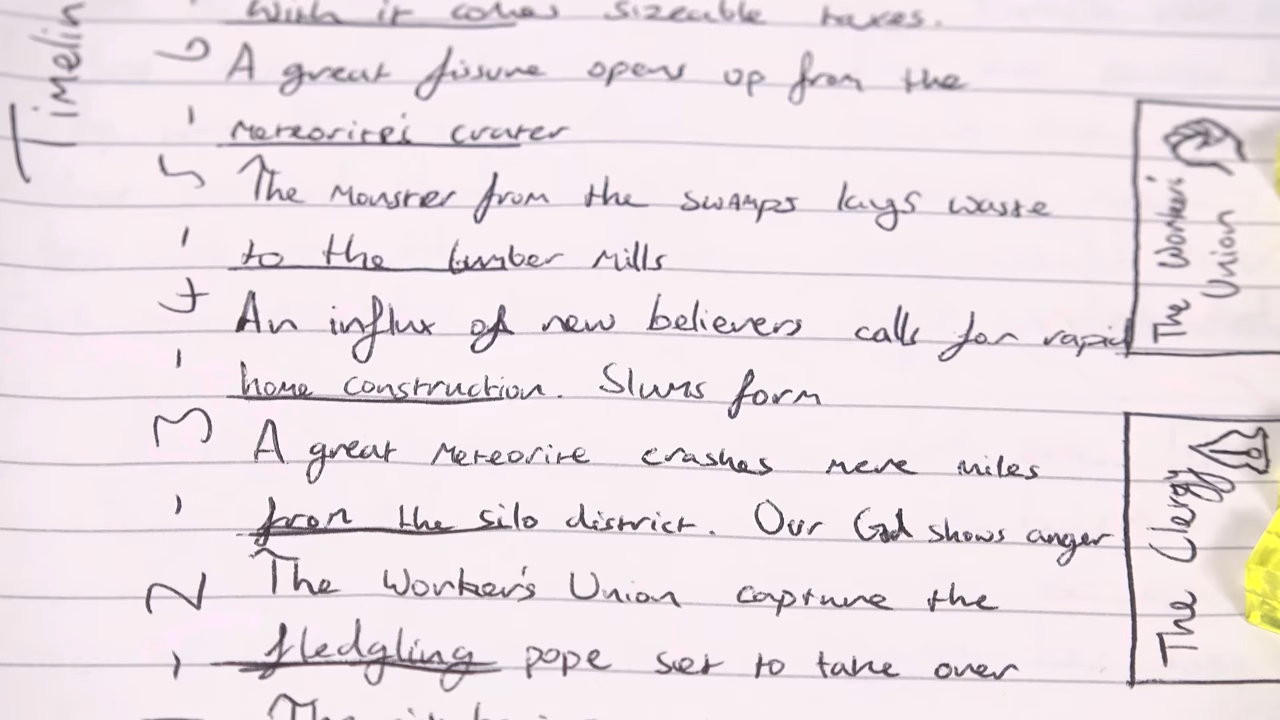 Timelin
With it comes sizeable taxes.
6 A great fissure opens up from the
- meteorite's crater
5 The Monster from the swamps lays waste
- to the lumber mills
4 An influx of new believers calls for rapid
- home construction. Slums form
3 A great meteorite crashes mere miles
- from the silo district. Our God shows anger
2 The Worker's Union capture the
- fledgling pope set to take over
The
The Worker's
Union
The Clergy